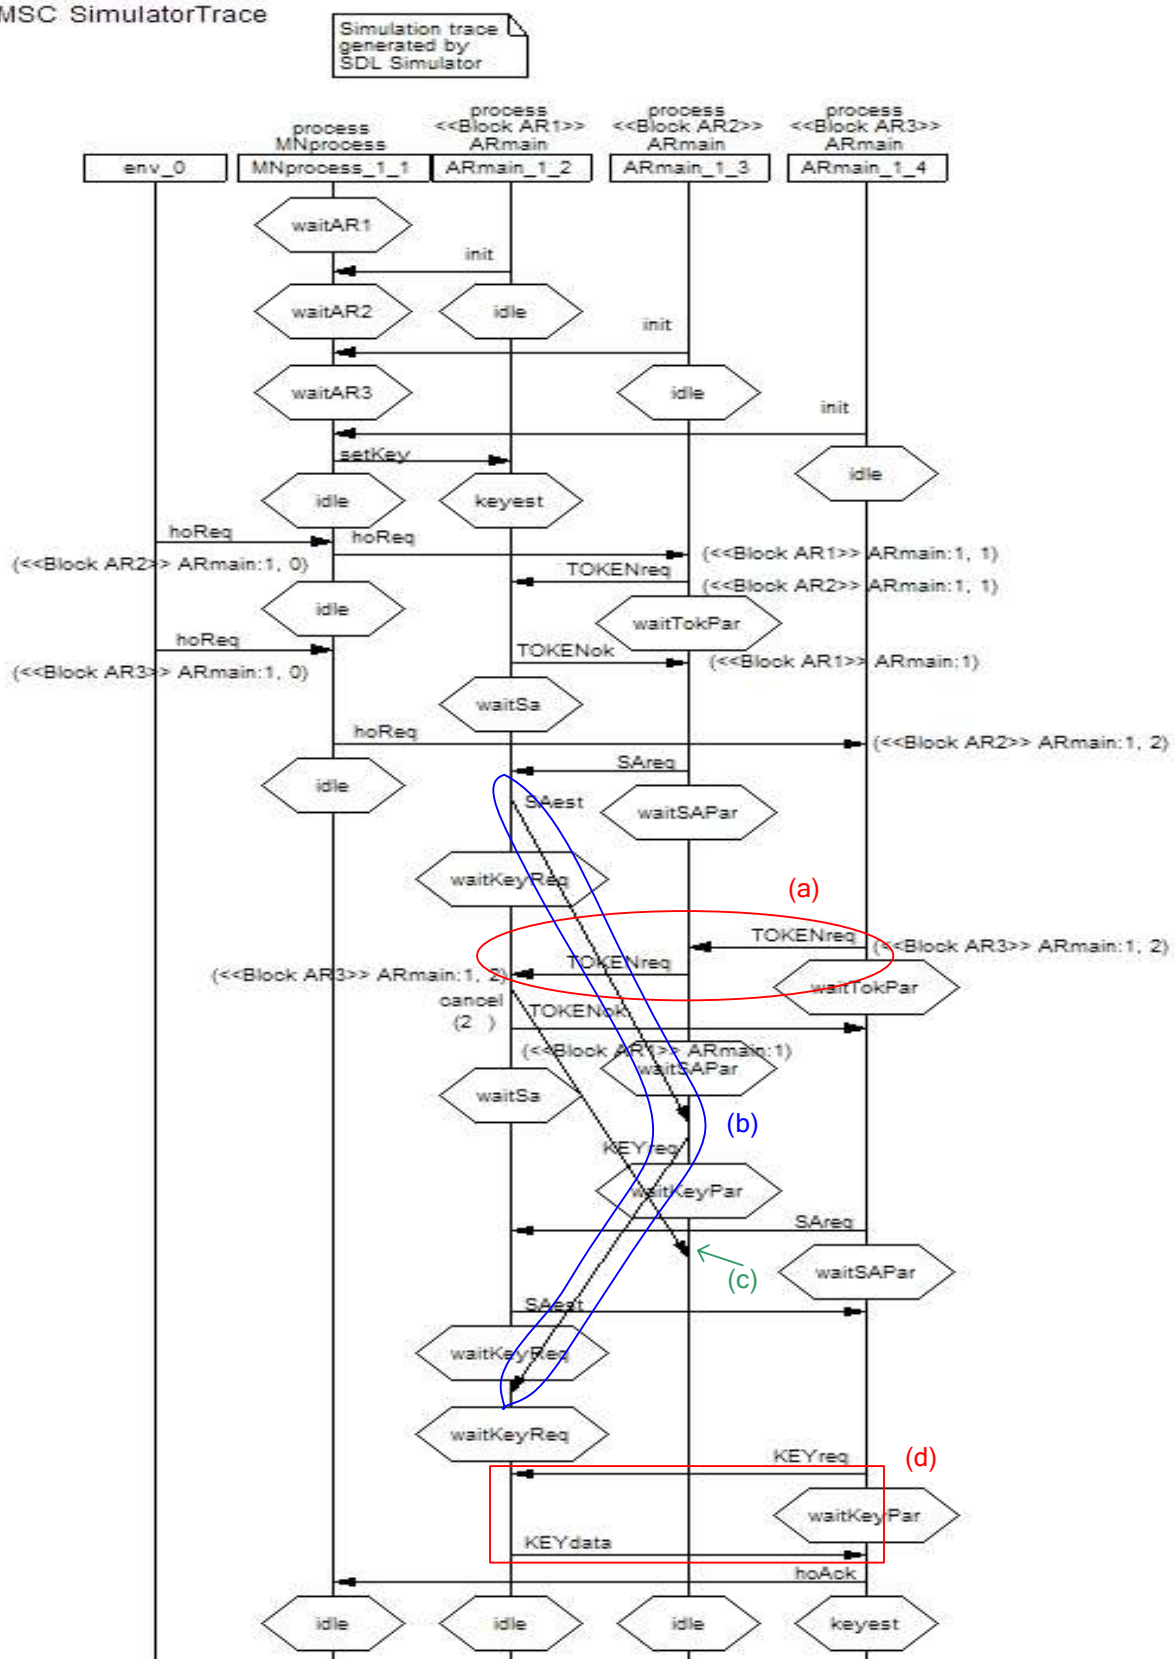 MSC SimulatorTrace
Simulation trace
generated by
SDL Simulator
process
MNprocess
process
<<Block AR1>>
ARmain
process
<<Block AR2>>
ARmain
process
<<Block AR3>>
ARmain
env_0
MNprocess_1_1
ARmain_1_2
ARmain_1_3
ARmain_1_4
waitAR1
init
waitAR2
idle
init
waitAR3
idle
init
setKey
idle
idle
keyest
hoReq
hoReq
(<<Block AR1>> ARmain:1, 1)
(<<Block AR2>> ARmain:1, 0)
TOKENreq
(<<Block AR2>> ARmain:1, 1)
idle
waitTokPar
hoReq
TOKENok
(<<Block AR1>> ARmain:1)
(<<Block AR3>> ARmain:1, 0)
waitSa
hoReq
(<<Block AR2>> ARmain:1, 2)
SAreq
idle
SAest
waitSAPar
waitKeyReq
(a)
TOKENreq
(<<Block AR3>> ARmain:1, 2)
TOKENreq
(<<Block AR3>> ARmain:1, 2)
waitTokPar
cancel
(2 )
TOKENok
(<<Block AR1>> ARmain:1)
waitSAPar
waitSa
(b)
KEYreq
waitKeyPar
SAreq
waitSAPar
(c)
SAest
waitKeyReq
waitKeyReq
KEYreq
(d)
waitKeyPar
KEYdata
hoAck
idle
idle
idle
keyest